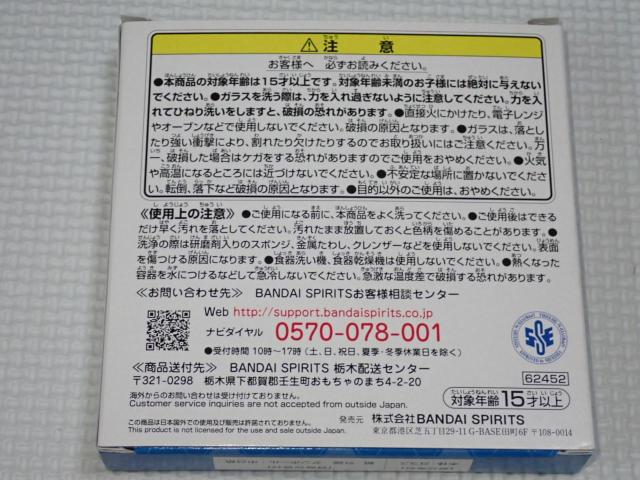 ⚠注意
お客様へ 必ずお読みください。
●本商品の対象年齢は15才以上です。対象年齢未満のお子様には絶対に与えない
でください。●ガラスを洗う際は、力を入れ過ぎないように注意してください。力を入
れてひねり洗いをしますと、破損の恐れがあります。●直接火にかけたり、電子レンジ
やオーブンなどで使用しないでください。破損の原因となります。●ガラスは、落とし
たり強い衝撃により、割れたり欠けたりするのでお取り扱いにはご注意ください。万
一、破損した場合はケガをする恐れがありますのでご使用をおやめください。●火気
や高温になるところには近づけないでください。●不安定な場所に置かないでくださ
い。転倒、落下など破損の原因となります。●目的以外のご使用は、おやめください。
《使用上の注意》●ご使用になる前に、本商品をよく洗ってください。●ご使用後はできる
だけ早く汚れを落としてください。汚れたまま放置しておくと色柄を傷めることがあります。●
洗浄の際は研磨剤入りのスポンジ、金属たわし、クレンザーなどを使用しないでください。表面
を傷つける原因になります。●食器洗い機、食器乾燥機は使用しないでください。●熱くなった
容器を水につけるなどして急冷しないでください。急激な温度差で破損する恐れがあります。
≪お問い合わせ先≫ BANDAI SPIRITSお客様相談センター
Web http://support.bandaispirits.co.jp
ナビダイヤル 0570-078-001
●受付時間 10時～17時(土、日、祝日、夏季・冬季休業日を除く)
≪商品送付先≫ BANDAI SPIRITS 栃木配送センター
〒321-0298 栃木県下都賀郡壬生町おもちゃのまち4-2-20
62452
海外からのお問い合わせは受け付けておりません。
Customer service inquiries are not accepted from outside Japan.
対象年齢 15才以上
この商品は日本国外での使用及び販売は許諾されておりません。
This product is not licensed for use and sale outside Japan.
発売元 株式会社BANDAI SPIRITS
東京都港区芝五丁目29-11 G-BASE田町6F 〒108-0014